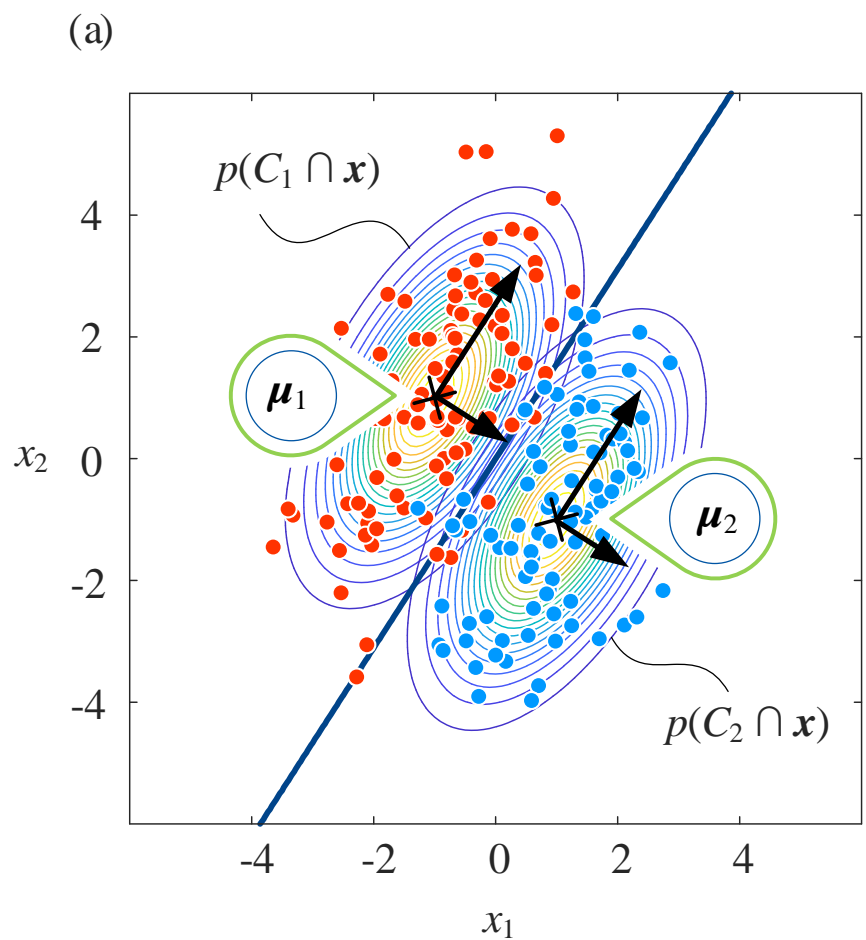 (a)
p(C₁ ∩ x)
4
2
μ₁
x₂
0
μ₂
-2
-4
p(C₂ ∩ x)
-4 -2 0 2 4
x₁